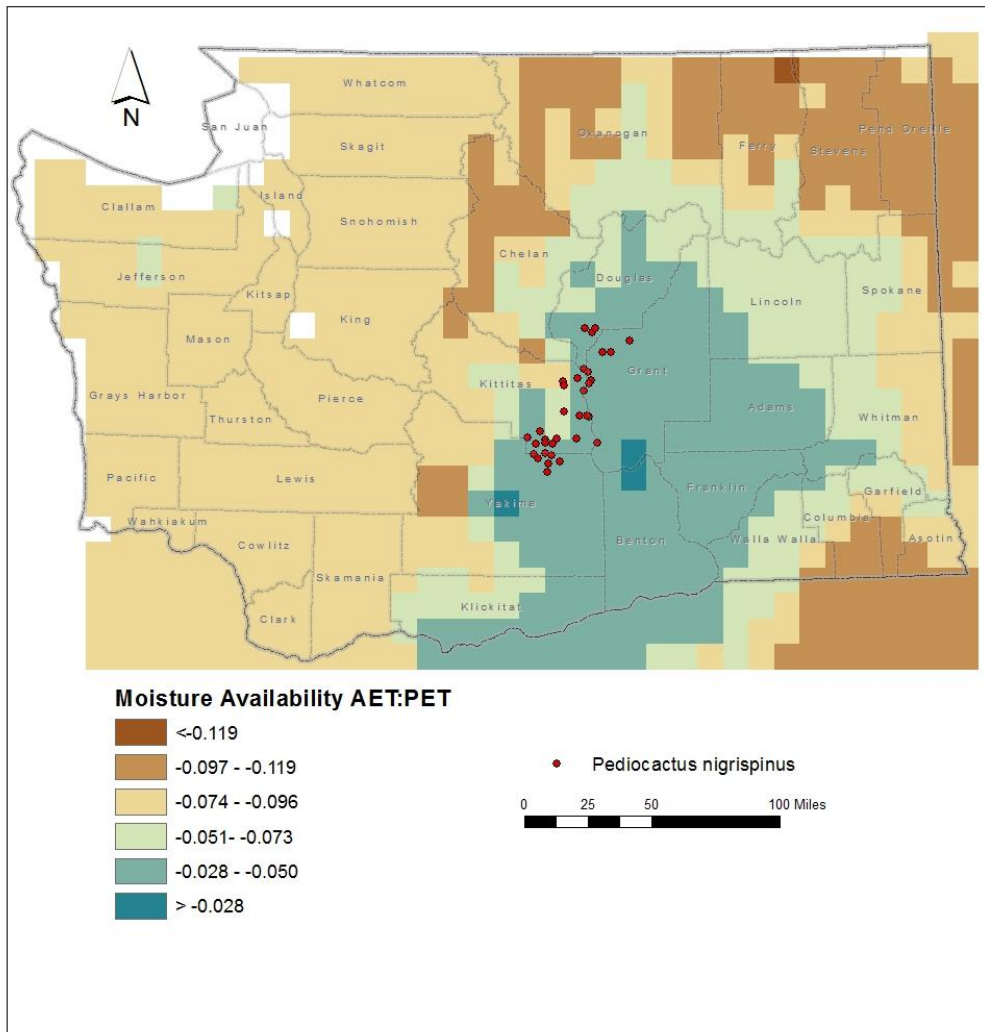 N
Whatcom
San Juan
Okanogan
Pend Oreille
Skagit
Ferry
Stevens
Island
Clallam
Snohomish
Chelan
Jefferson
Douglas
Kitsap
Lincoln
Spokane
King
Mason
Grant
Kittitas
Grays Harbor
Pierce
Adams
Whitman
Thurston
Pacific
Lewis
Yakima
Franklin
Garfield
Wahkiakum
Columbia
Benton
Walla Walla
Asotin
Cowlitz
Skamania
Klickitat
Clark
Moisture Availability AET:PET
<-0.119
-0.097 - -0.119
-0.074 - -0.096
-0.051- -0.073
-0.028 - -0.050
> -0.028
Pediocactus nigrispinus
0 25 50 100 Miles